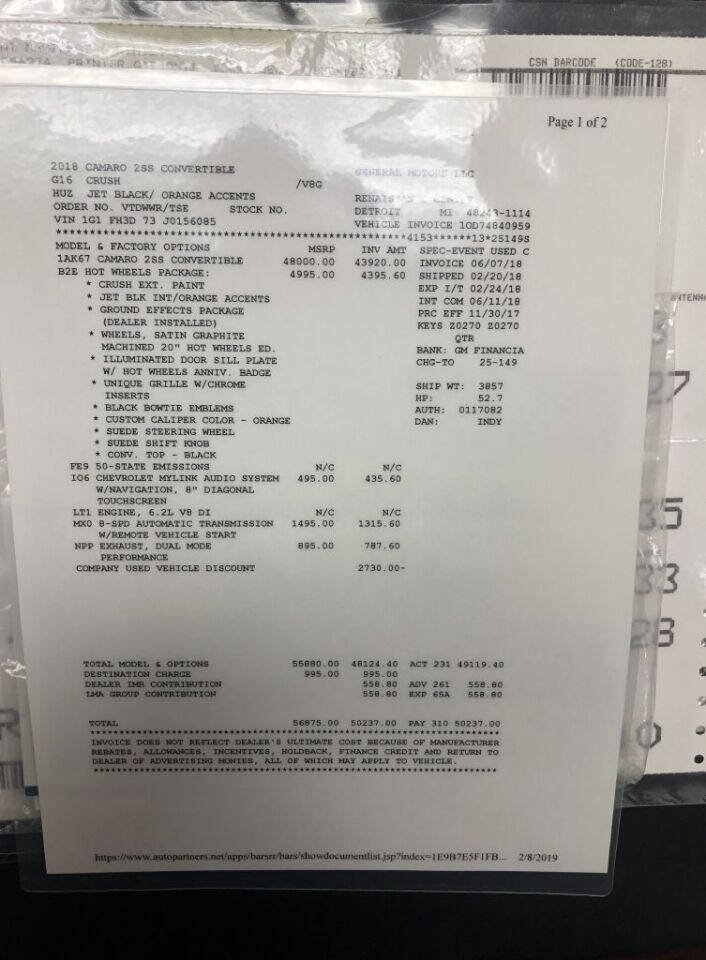 CSN BARCODE (CODE-128)
Page 1 of 2
2018 CAMARO 2SS CONVERTIBLE GENERAL MOTORS LLC
G16 CRUSH /V8G
HUZ JET BLACK/ ORANGE ACCENTS
ORDER NO. VTDWWR/TSE STOCK NO. DETROIT MI 48243-1114
VIN 1G1 FH3D 73 J0156085 VEHICLE INVOICE 1OD74840959
****************************************************4153******13*25149S
MODEL & FACTORY OPTIONS MSRP INV AMT SPEC-EVENT USED C
1AK67 CAMARO 2SS CONVERTIBLE 48000.00 43920.00 INVOICE 06/07/18
B2E HOT WHEELS PACKAGE: 4995.00 4395.60 SHIPPED 02/20/18
* CRUSH EXT. PAINT EXP I/T 02/24/18
* JET BLK INT/ORANGE ACCENTS INT COM 06/11/18
* GROUND EFFECTS PACKAGE PRC EFF 11/30/17
(DEALER INSTALLED) KEYS Z0270 Z0270
* WHEELS, SATIN GRAPHITE QTR
MACHINED 20" HOT WHEELS ED. BANK: GM FINANCIA
* ILLUMINATED DOOR SILL PLATE CHG-TO 25-149
W/ HOT WHEELS ANNIV. BADGE
* UNIQUE GRILLE W/CHROME SHIP WT: 3857
INSERTS HP: 52.7
* BLACK BOWTIE EMBLEMS AUTH: 0117082
* CUSTOM CALIPER COLOR - ORANGE DAN: INDY
* SUEDE STEERING WHEEL
* SUEDE SHIFT KNOB
* CONV. TOP - BLACK
FE9 50-STATE EMISSIONS N/C N/C
IO6 CHEVROLET MYLINK AUDIO SYSTEM 495.00 435.60
W/NAVIGATION, 8" DIAGONAL
TOUCHSCREEN
LT1 ENGINE, 6.2L V8 DI N/C N/C
MX0 8-SPD AUTOMATIC TRANSMISSION 1495.00 1315.60
W/REMOTE VEHICLE START
NPP EXHAUST, DUAL MODE 895.00 787.60
PERFORMANCE
COMPANY USED VEHICLE DISCOUNT 2730.00-
TOTAL MODEL & OPTIONS 55880.00 48124.40 ACT 231 49119.40
DESTINATION CHARGE 995.00 995.00
DEALER IMR CONTRIBUTION 558.80 ADV 261 558.80
LMA GROUP CONTRIBUTION 558.80 EXP 65A 558.80
TOTAL 56875.00 50237.00 PAY 310 50237.00
**********************************************************************
INVOICE DOES NOT REFLECT DEALER'S ULTIMATE COST BECAUSE OF MANUFACTURER
REBATES, ALLOWANCES, INCENTIVES, HOLDBACK, FINANCE CREDIT AND RETURN TO
DEALER OF ADVERTISING MONIES, ALL OF WHICH MAY APPLY TO VEHICLE.
**********************************************************************
https://www.autopartners.net/apps/barsrr/bars/showdocumentlist.jsp?index=1E9B7E5F1FB... 2/8/2019